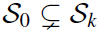 𝒮₀ ⊊ 𝒮ₖ